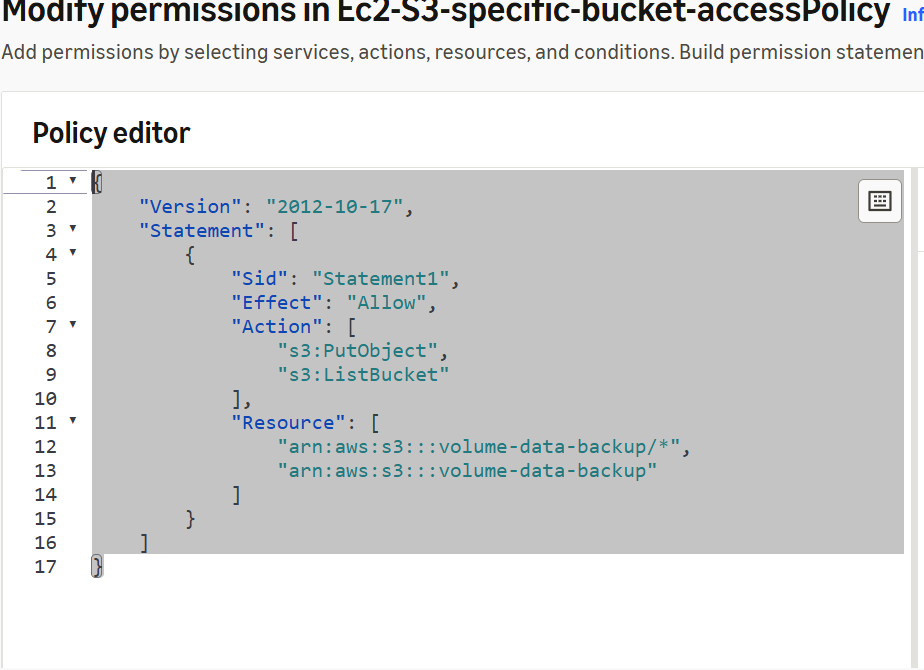 Modify permissions in Ec2-S3-specific-bucket-accessPolicy Inf
Add permissions by selecting services, actions, resources, and conditions. Build permission statemen
Policy editor
1 {
2 "Version": "2012-10-17",
3 "Statement": [
4 {
5 "Sid": "Statement1",
6 "Effect": "Allow",
7 "Action": [
8 "s3:PutObject",
9 "s3:ListBucket"
10 ],
11 "Resource": [
12 "arn:aws:s3:::volume-data-backup/*",
13 "arn:aws:s3:::volume-data-backup"
14 ]
15 }
16 ]
17 }